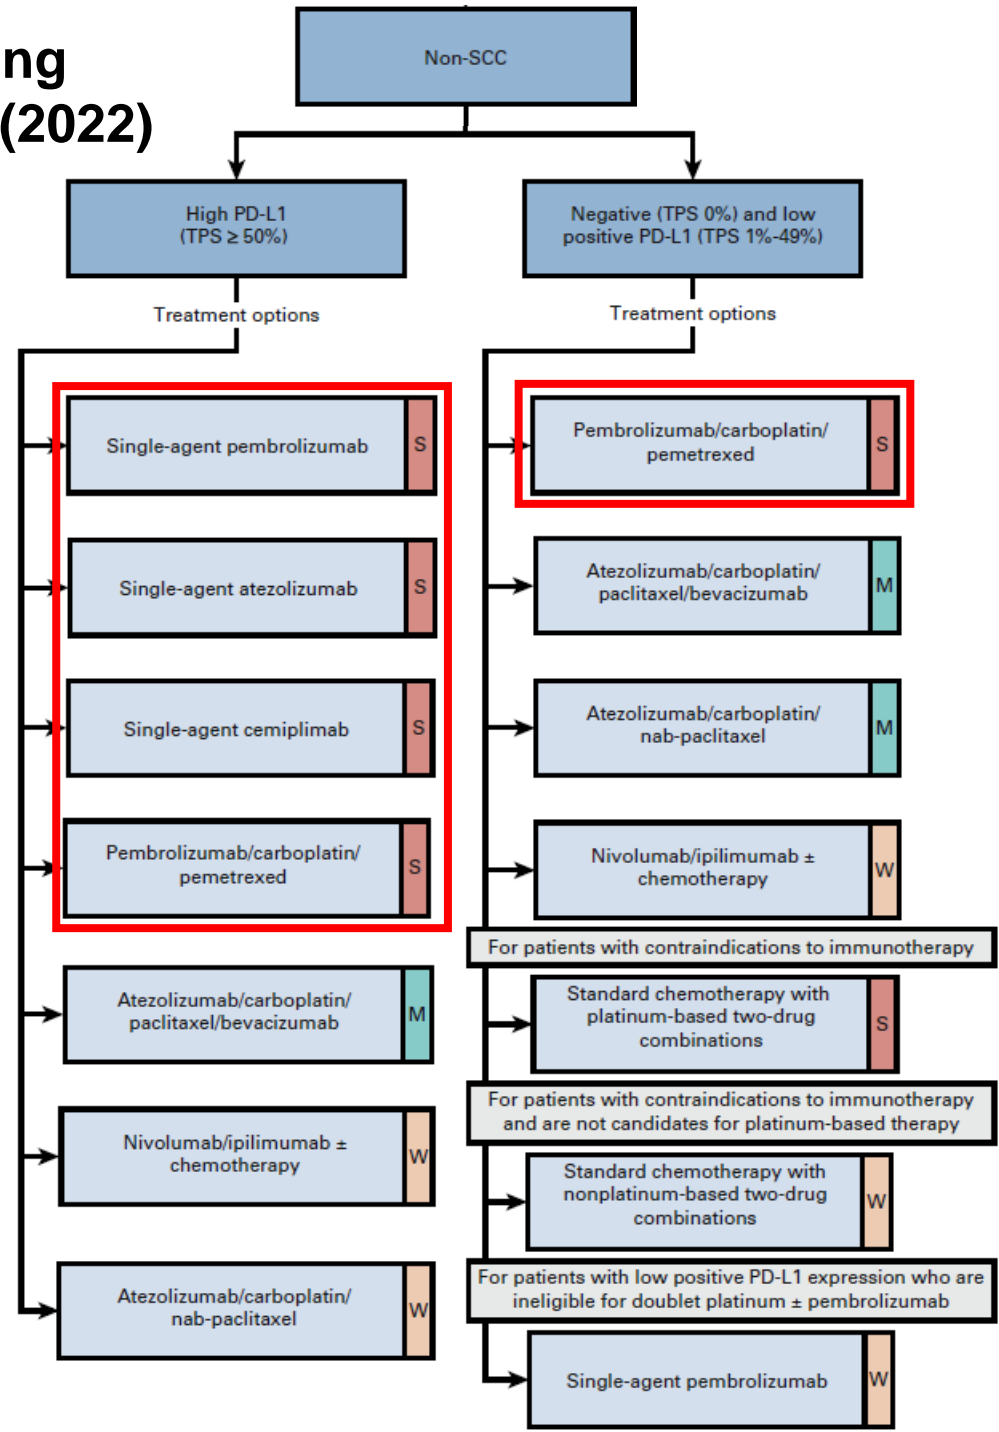 ng
(2022)
Non-SCC
High PD-L1
(TPS ≥ 50%)
Treatment options
Single-agent pembrolizumab
S
Single-agent atezolizumab
S
Single-agent cemiplimab
S
Pembrolizumab/carboplatin/
pemetrexed
S
Atezolizumab/carboplatin/
paclitaxel/bevacizumab
M
Nivolumab/ipilimumab ±
chemotherapy
W
Atezolizumab/carboplatin/
nab-paclitaxel
W
Negative (TPS 0%) and low
positive PD-L1 (TPS 1%-49%)
Treatment options
Pembrolizumab/carboplatin/
pemetrexed
S
Atezolizumab/carboplatin/
paclitaxel/bevacizumab
M
Atezolizumab/carboplatin/
nab-paclitaxel
M
Nivolumab/ipilimumab ±
chemotherapy
W
For patients with contraindications to immunotherapy
Standard chemotherapy with
platinum-based two-drug
combinations
S
For patients with contraindications to immunotherapy
and are not candidates for platinum-based therapy
Standard chemotherapy with
nonplatinum-based two-drug
combinations
W
For patients with low positive PD-L1 expression who are
ineligible for doublet platinum ± pembrolizumab
Single-agent pembrolizumab
W